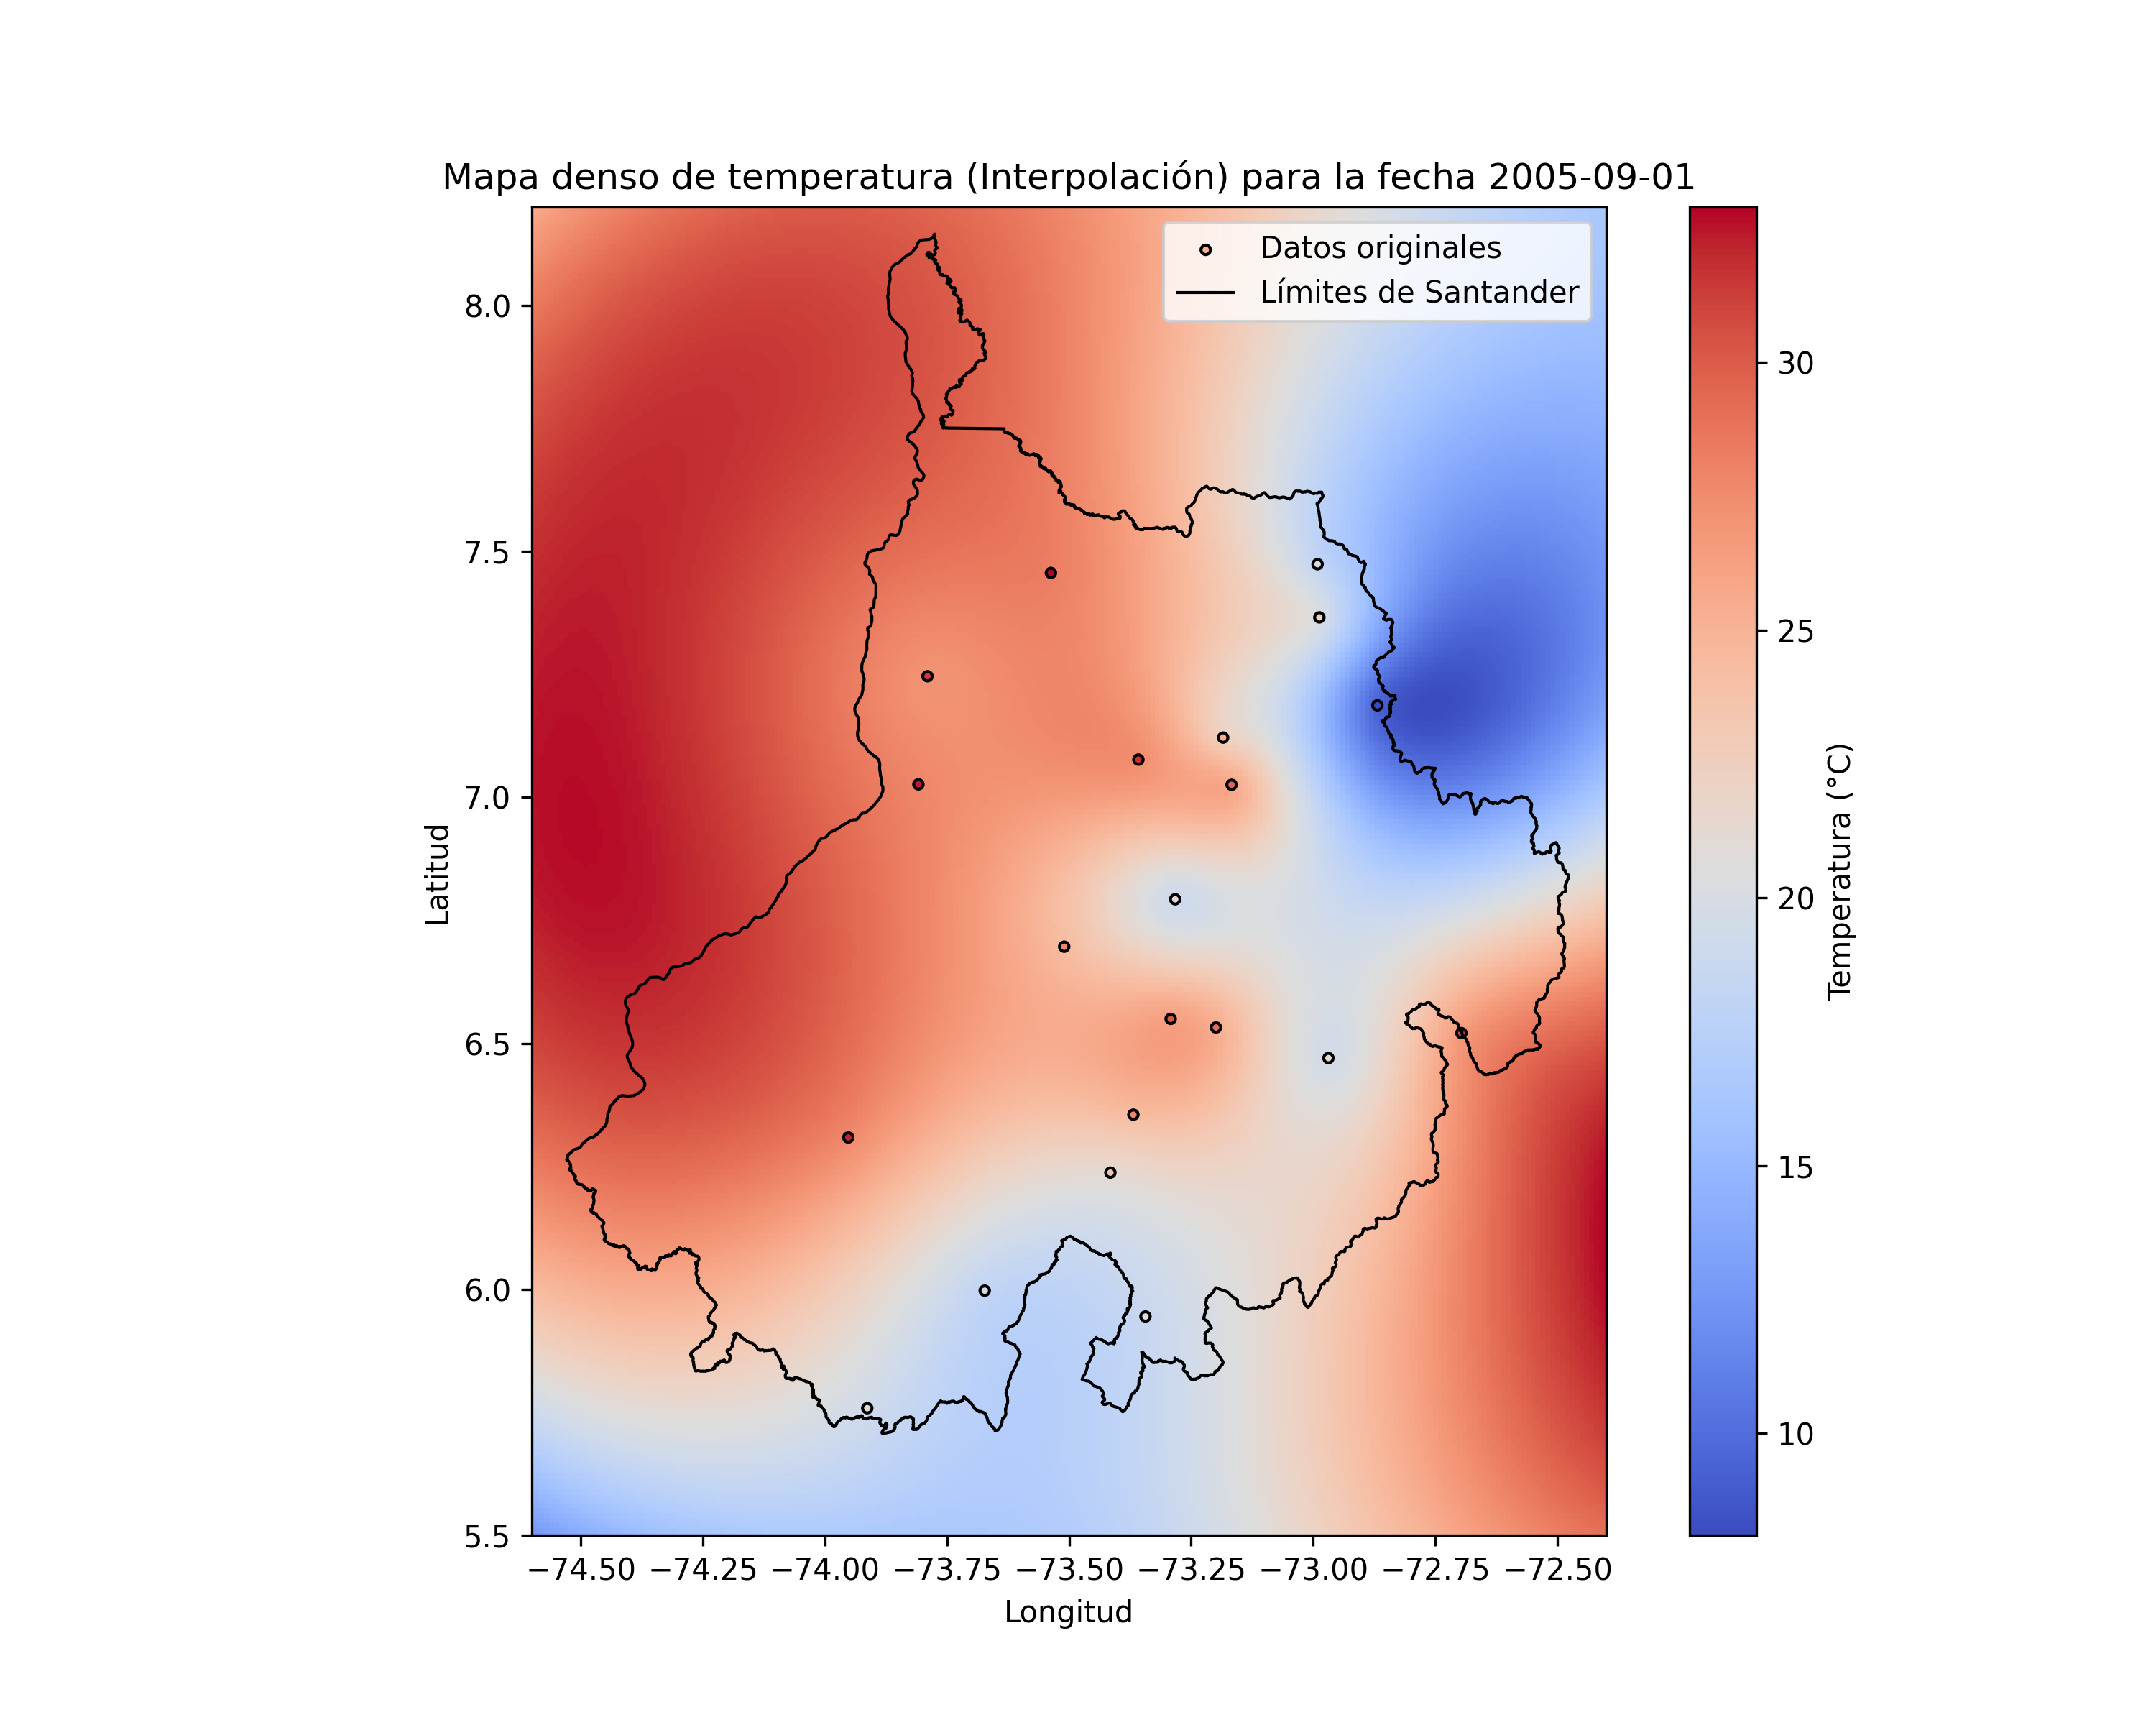 Mapa denso de temperatura (Interpolación) para la fecha 2005-09-01
Datos originales
Límites de Santander
8.0
7.5
7.0
6.5
6.0
5.5
Latitud
−74.50 −74.25 −74.00 −73.75 −73.50 −73.25 −73.00 −72.75 −72.50
Longitud
30
25
20
15
10
Temperatura (°C)